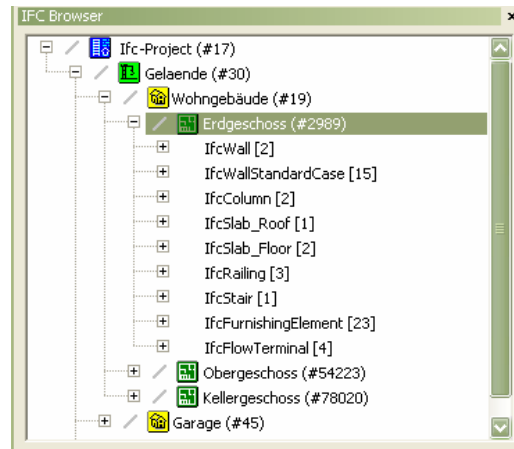 IFC Browser
Ifc-Project (#17)
Gelaende (#30)
Wohngebäude (#19)
Erdgeschoss (#2989)
IfcWall [2]
IfcWallStandardCase [15]
IfcColumn [2]
IfcSlab_Roof [1]
IfcSlab_Floor [2]
IfcRailing [3]
IfcStair [1]
IfcFurnishingElement [23]
IfcFlowTerminal [4]
Obergeschoss (#54223)
Kellergeschoss (#78020)
Garage (#45)